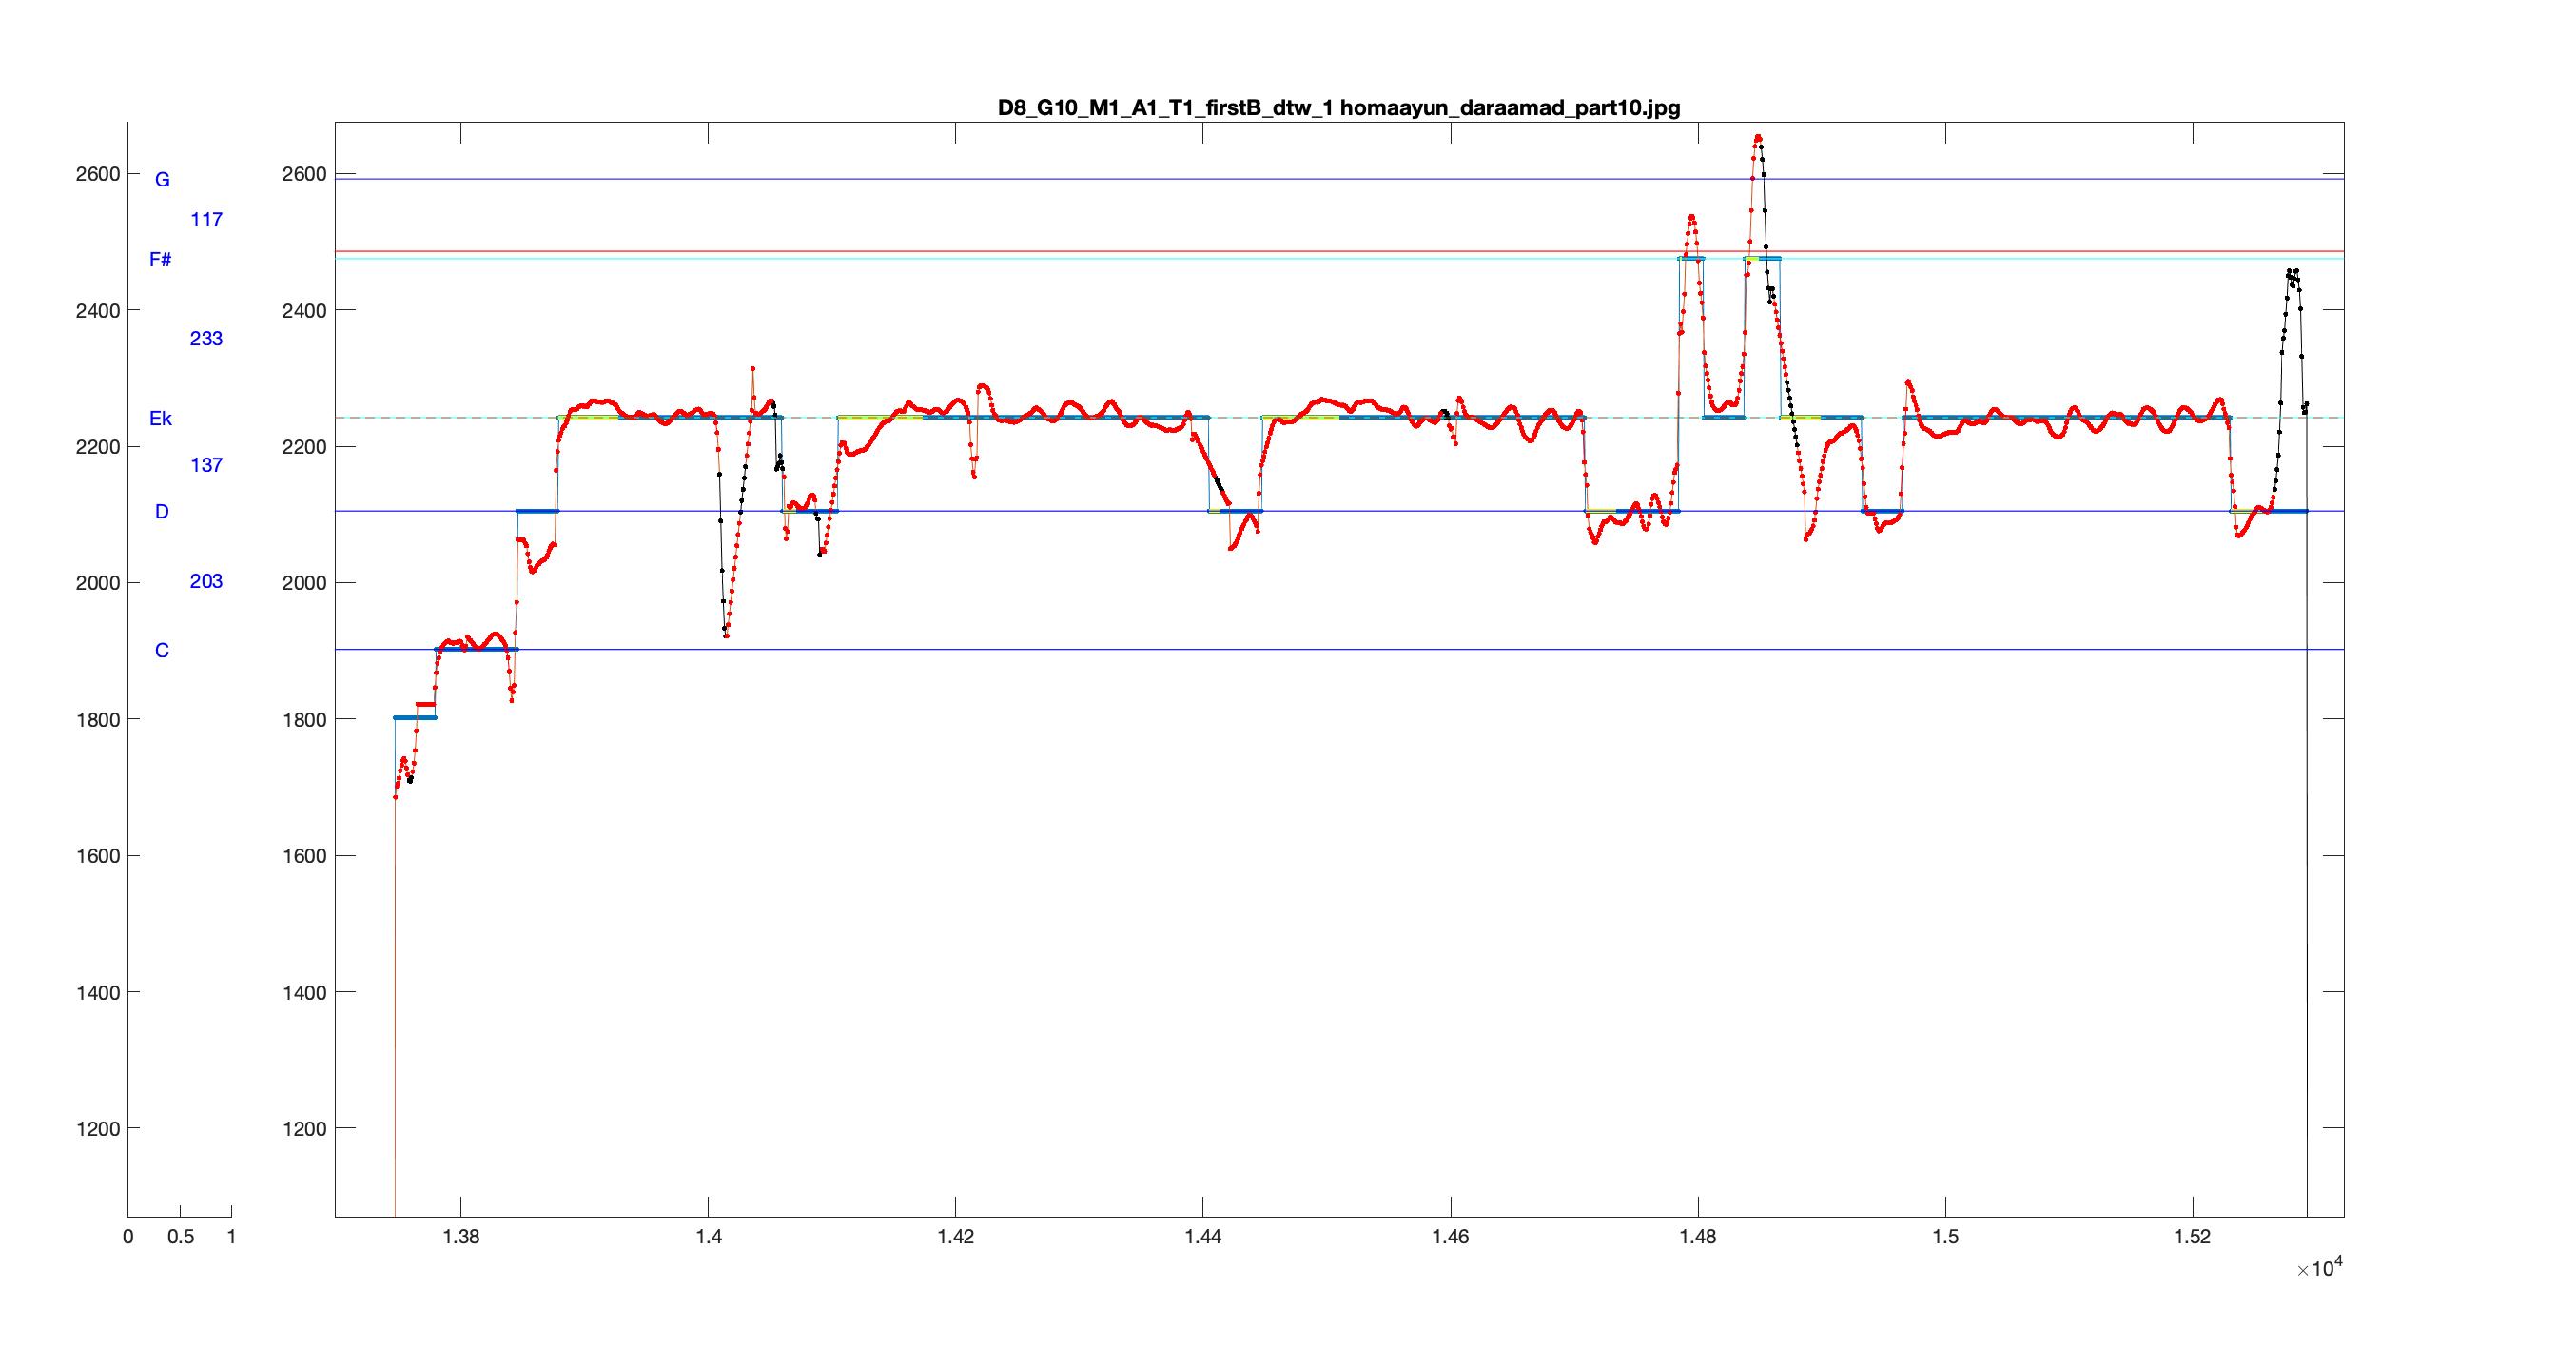 D8_G10_M1_A1_T1_firstB_dtw_1 homaayun_daraamad_part10.jpg
2600 G 2600
117
F#
2400 2400
233
Ek
2200 2200
137
D
2000 2000
203
C
1800 1800
1600 1600
1400 1400
1200 1200
0 0.5 1 1.38 1.4 1.42 1.44 1.46 1.48 1.5 1.52
×10⁴